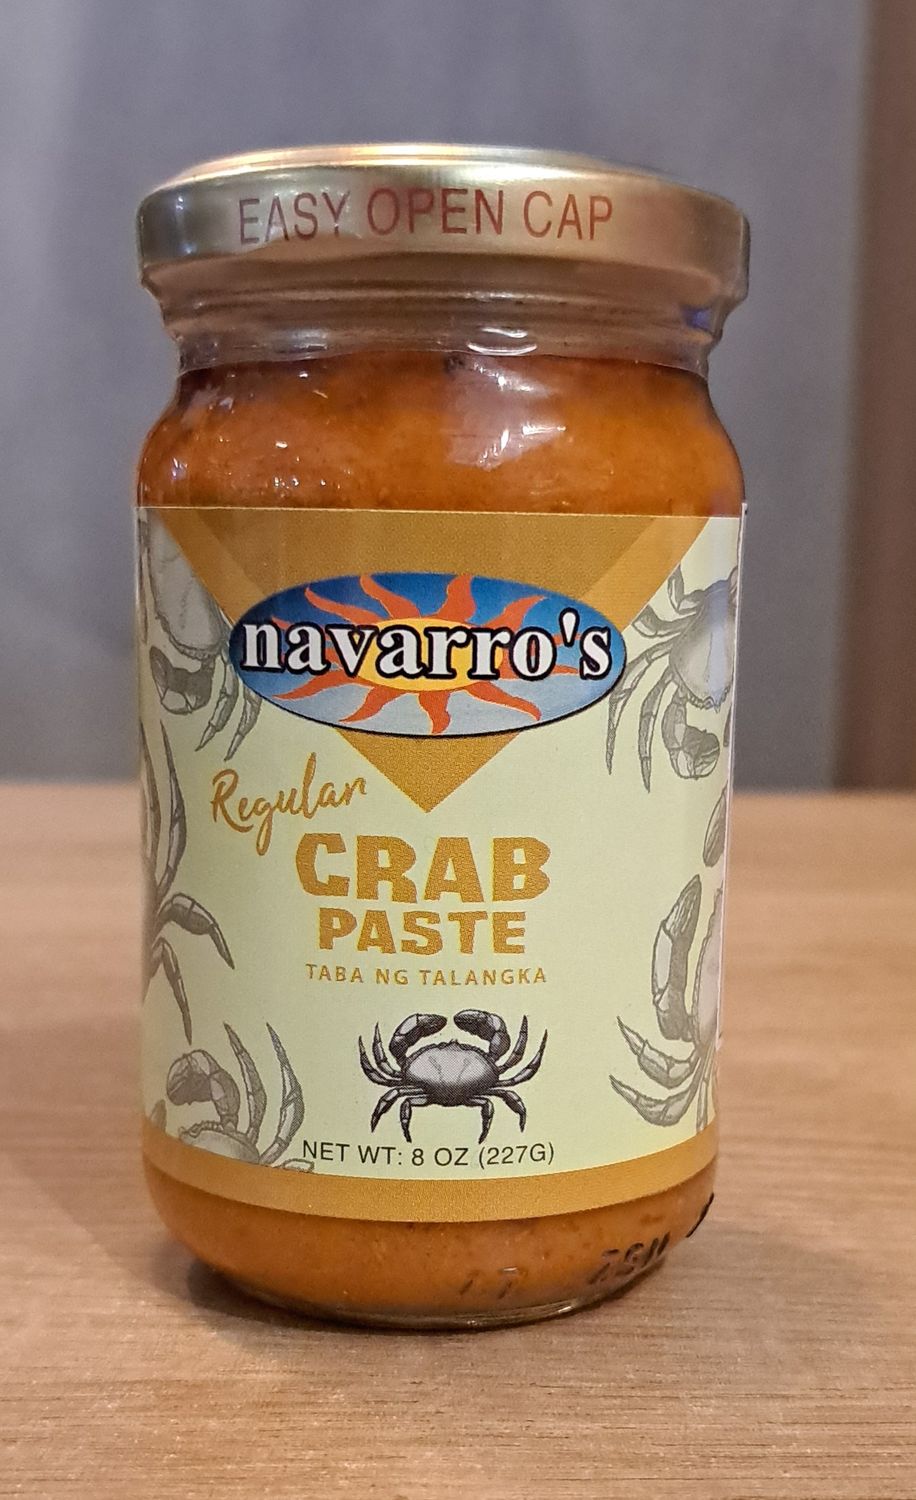 EASY OPEN CAP
navarro's
Regular
CRAB
PASTE
TABA NG TALANGKA
NET WT: 8 OZ (227G)